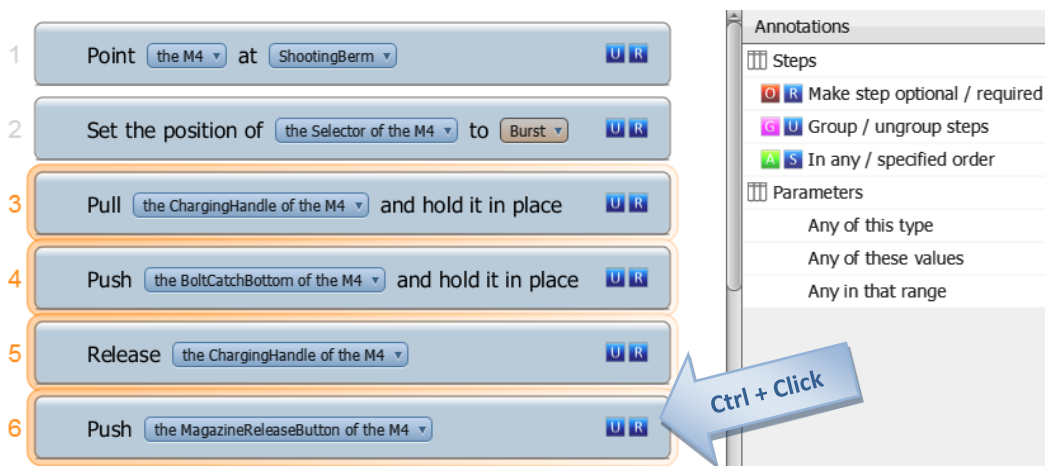 1 Point the M4 at ShootingBerm U R
2 Set the position of the Selector of the M4 to Burst U R
3 Pull the ChargingHandle of the M4 and hold it in place U R
4 Push the BoltCatchBottom of the M4 and hold it in place U R
5 Release the ChargingHandle of the M4 U R
6 Push the MagazineReleaseButton of the M4 U R
Ctrl + Click
Annotations
Steps
O R Make step optional / required
G U Group / ungroup steps
A S In any / specified order
Parameters
Any of this type
Any of these values
Any in that range